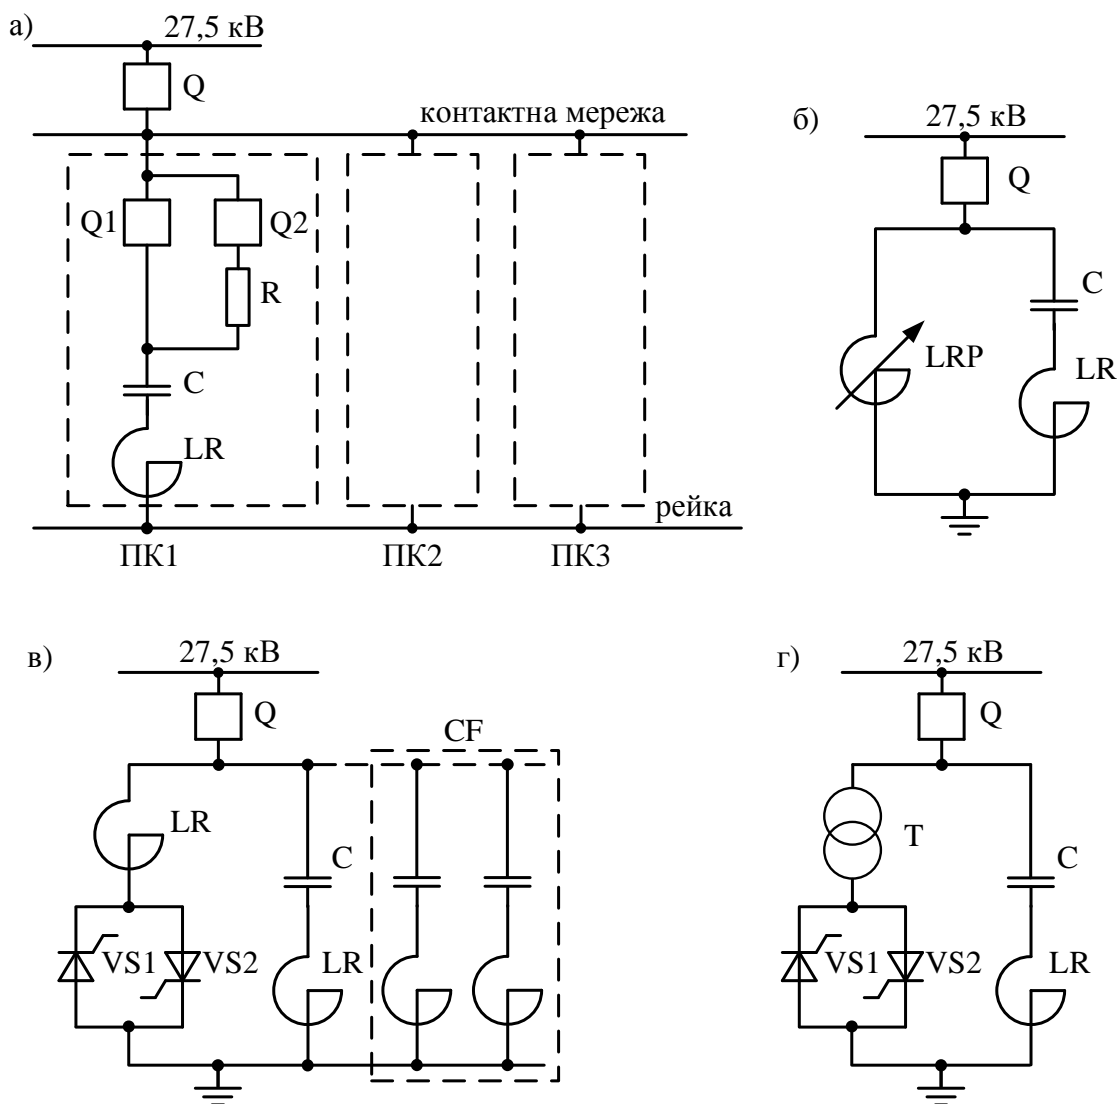 а)
27,5 кВ
Q
контактна мережа
Q1
Q2
R
C
LR
рейка
ПК1
ПК2
ПК3
б)
27,5 кВ
Q
C
LRP
LR
в)
27,5 кВ
Q
CF
LR
C
VS1
VS2
LR
г)
27,5 кВ
Q
T
C
VS1
VS2
LR